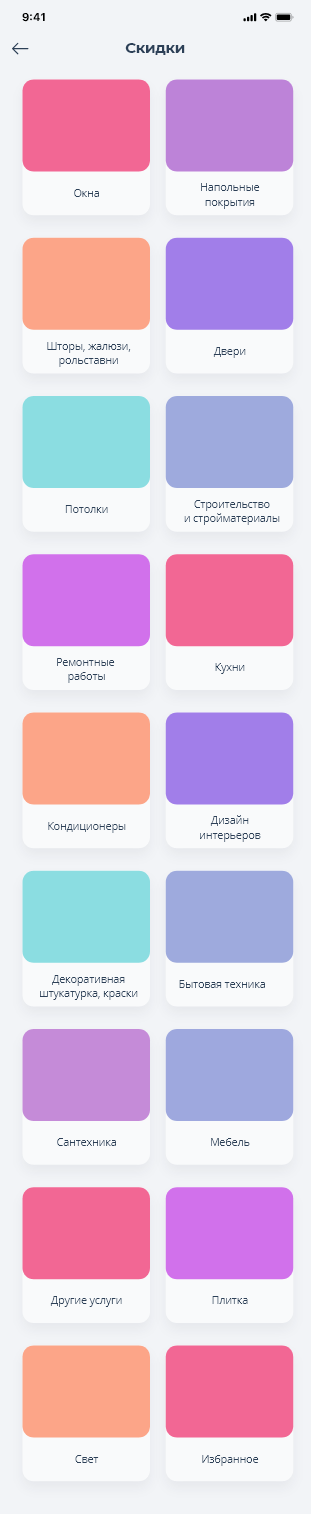 9:41
Скидки
Окна
Напольные
покрытия
Шторы, жалюзи,
рольставни
Двери
Потолки
Строительство
и стройматериалы
Ремонтные
работы
Кухни
Кондиционеры
Дизайн
интерьеров
Декоративная
штукатурка, краски
Бытовая техника
Сантехника
Мебель
Другие услуги
Плитка
Свет
Избранное